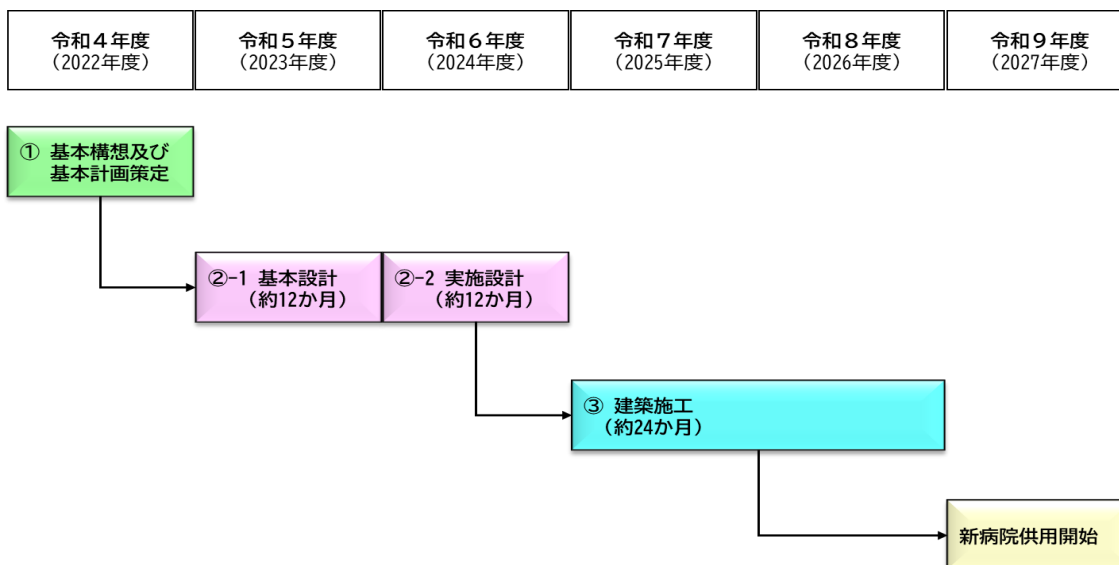 令和４年度
（2022年度）
令和５年度
（2023年度）
令和６年度
（2024年度）
令和７年度
（2025年度）
令和８年度
（2026年度）
令和９年度
（2027年度）
① 基本構想及び
基本計画策定
②-1 基本設計
（約12か月）
②-2 実施設計
（約12か月）
③ 建築施工
（約24か月）
新病院供用開始